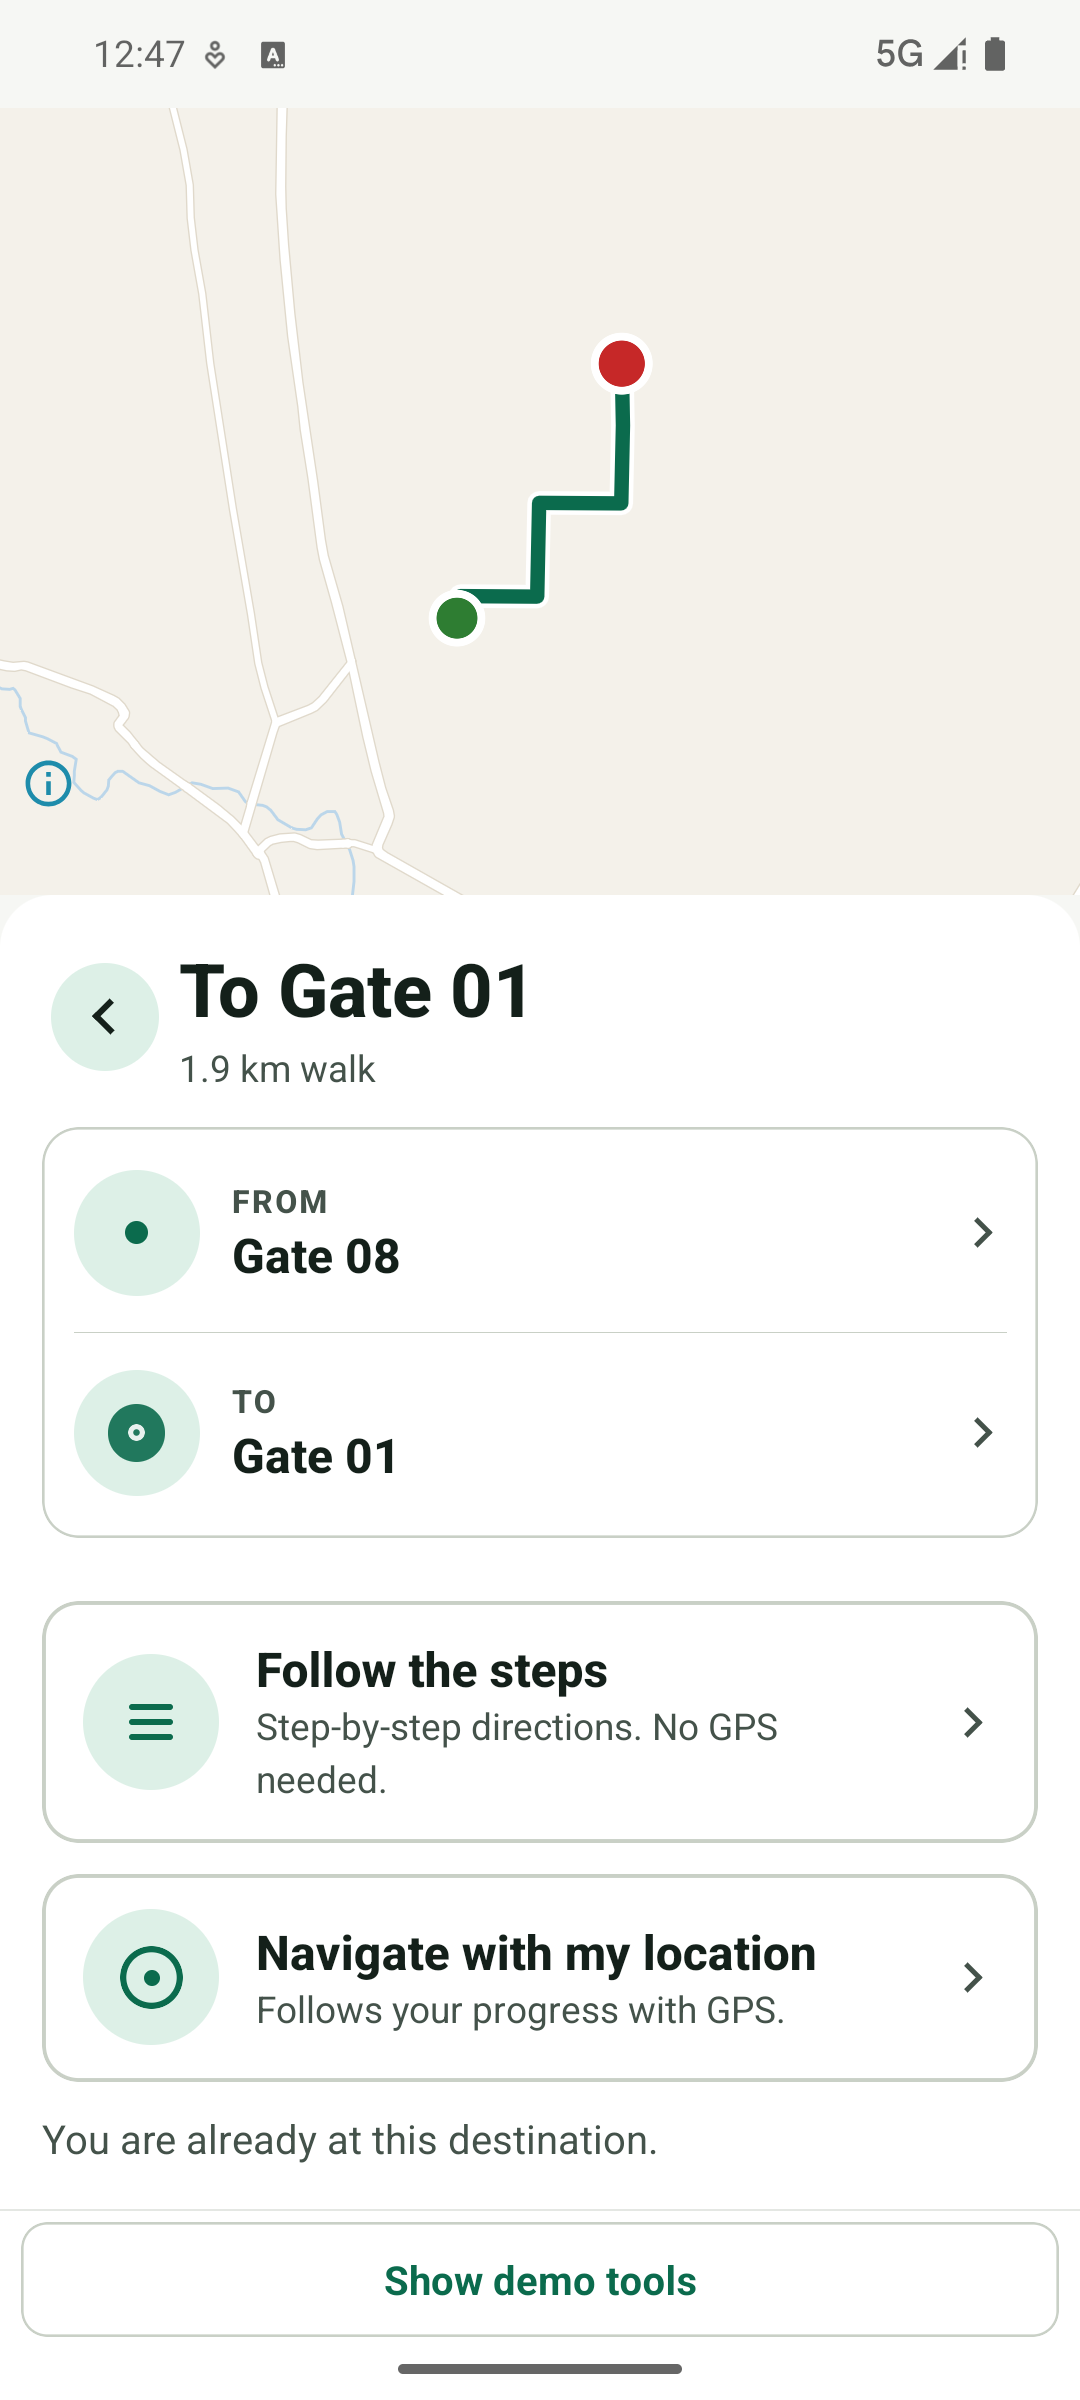 12:47
5G
To Gate 01
1.9 km walk
FROM
Gate 08
TO
Gate 01
Follow the steps
Step-by-step directions. No GPS
needed.
Navigate with my location
Follows your progress with GPS.
You are already at this destination.
Show demo tools